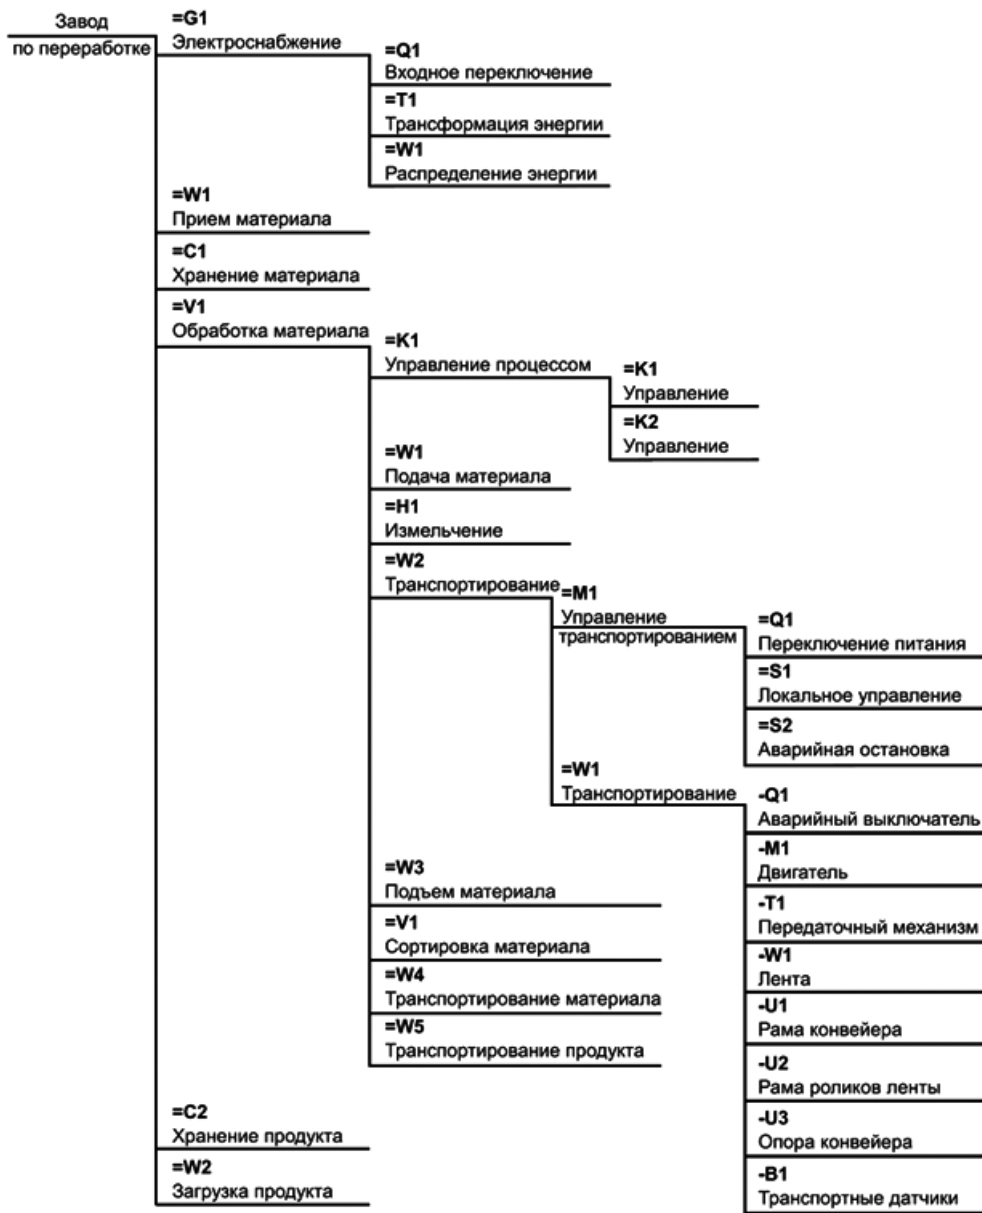 Завод
по переработке
=G1
Электроснабжение
=Q1
Входное переключение
=T1
Трансформация энергии
=W1
Распределение энергии
=W1
Прием материала
=C1
Хранение материала
=V1
Обработка материала
=K1
Управление процессом
=K1
Управление
=K2
Управление
=W1
Подача материала
=H1
Измельчение
=W2
Транспортирование
=M1
Управление
транспортированием
=Q1
Переключение питания
=S1
Локальное управление
=S2
Аварийная остановка
=W1
Транспортирование
-Q1
Аварийный выключатель
-M1
Двигатель
-T1
Передаточный механизм
-W1
Лента
-U1
Рама конвейера
-U2
Рама роликов ленты
-U3
Опора конвейера
-B1
Транспортные датчики
=W3
Подъем материала
=V1
Сортировка материала
=W4
Транспортирование материала
=W5
Транспортирование продукта
=C2
Хранение продукта
=W2
Загрузка продукта